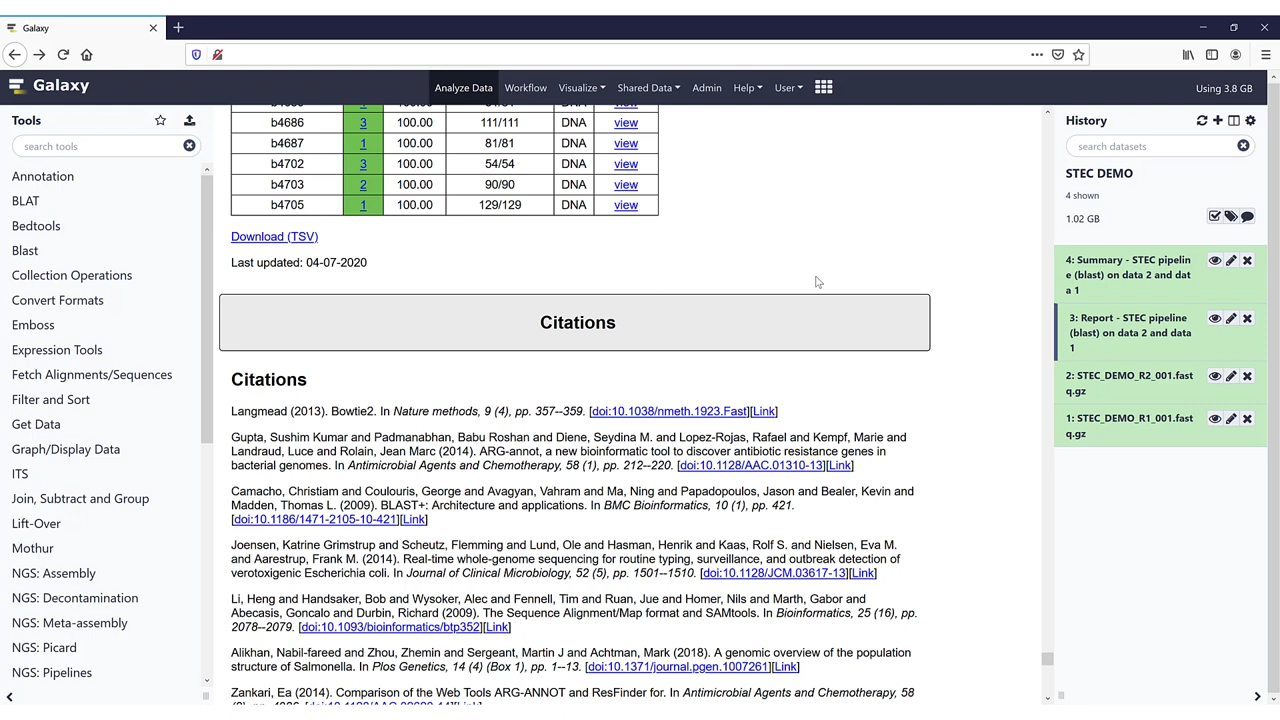 Galaxy
Galaxy
Analyze Data
Workflow
Visualize
Shared Data
Admin
Help
User
Using 3.8 GB
Tools
search tools
Annotation
BLAT
Bedtools
Blast
Collection Operations
Convert Formats
Emboss
Expression Tools
Fetch Alignments/Sequences
Filter and Sort
Get Data
Graph/Display Data
ITS
Join, Subtract and Group
Lift-Over
Mothur
NGS: Assembly
NGS: Decontamination
NGS: Meta-assembly
NGS: Picard
NGS: Pipelines
b4686 3 100.00 111/111 DNA view
b4687 1 100.00 81/81 DNA view
b4702 3 100.00 54/54 DNA view
b4703 2 100.00 90/90 DNA view
b4705 1 100.00 129/129 DNA view
Download (TSV)
Last updated: 04-07-2020
Citations
Citations
Langmead (2013). Bowtie2. In Nature methods, 9 (4), pp. 357--359. [doi:10.1038/nmeth.1923.Fast][Link]
Gupta, Sushim Kumar and Padmanabhan, Babu Roshan and Diene, Seydina M. and Lopez-Rojas, Rafael and Kempf, Marie and
Landraud, Luce and Rolain, Jean Marc (2014). ARG-annot, a new bioinformatic tool to discover antibiotic resistance genes in
bacterial genomes. In Antimicrobial Agents and Chemotherapy, 58 (1), pp. 212--220. [doi:10.1128/AAC.01310-13][Link]
Camacho, Christiam and Coulouris, George and Avagyan, Vahram and Ma, Ning and Papadopoulos, Jason and Bealer, Kevin and
Madden, Thomas L. (2009). BLAST+: Architecture and applications. In BMC Bioinformatics, 10 (1), pp. 421.
[doi:10.1186/1471-2105-10-421][Link]
Joensen, Katrine Grimstrup and Scheutz, Flemming and Lund, Ole and Hasman, Henrik and Kaas, Rolf S. and Nielsen, Eva M.
and Aarestrup, Frank M. (2014). Real-time whole-genome sequencing for routine typing, surveillance, and outbreak detection of
verotoxigenic Escherichia coli. In Journal of Clinical Microbiology, 52 (5), pp. 1501--1510. [doi:10.1128/JCM.03617-13][Link]
Li, Heng and Handsaker, Bob and Wysoker, Alec and Fennell, Tim and Ruan, Jue and Homer, Nils and Marth, Gabor and
Abecasis, Goncalo and Durbin, Richard (2009). The Sequence Alignment/Map format and SAMtools. In Bioinformatics, 25 (16), pp.
2078--2079. [doi:10.1093/bioinformatics/btp352][Link]
Alikhan, Nabil-fareed and Zhou, Zhemin and Sergeant, Martin J and Achtman, Mark (2018). A genomic overview of the population
structure of Salmonella. In Plos Genetics, 14 (4) (Box 1), pp. 1--13. [doi:10.1371/journal.pgen.1007261][Link]
Zankari, Ea (2014). Comparison of the Web Tools ARG-ANNOT and ResFinder for. In Antimicrobial Agents and Chemotherapy, 58
History
search datasets
STEC DEMO
4 shown
1.02 GB
4: Summary - STEC pipelin
e (blast) on data 2 and dat
a 1
3: Report - STEC pipeline
(blast) on data 2 and data
1
2: STEC_DEMO_R2_001.fast
q.gz
1: STEC_DEMO_R1_001.fast
q.gz